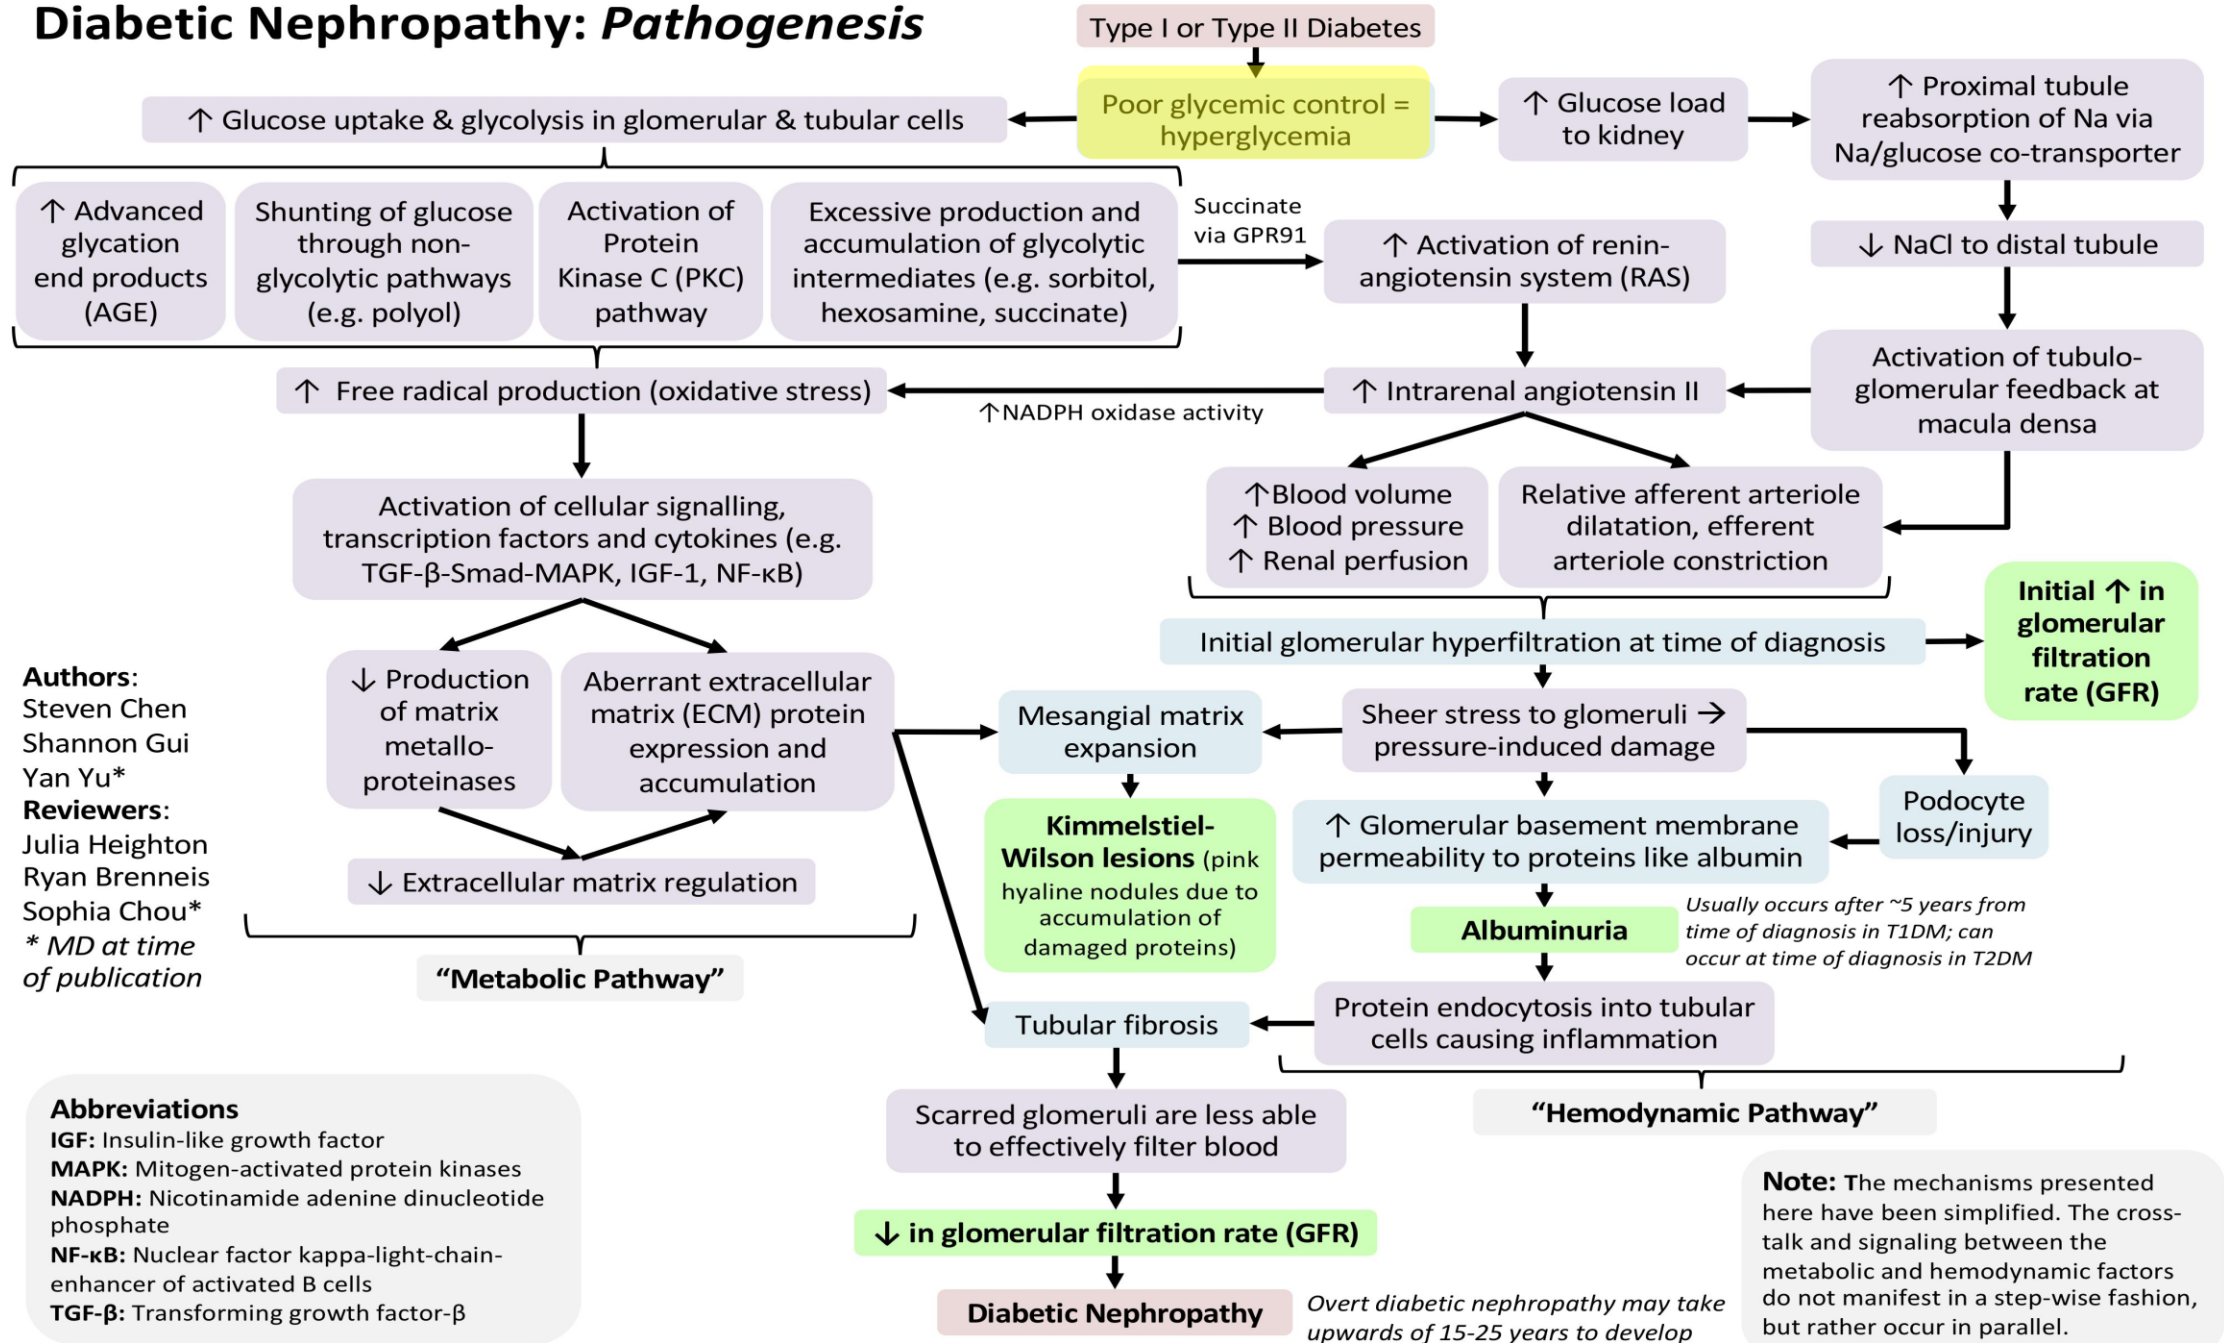 Diabetic Nephropathy: Pathogenesis
Type I or Type II Diabetes
Poor glycemic control =
hyperglycemia
↑ Glucose uptake & glycolysis in glomerular & tubular cells
↑ Glucose load
to kidney
↑ Proximal tubule
reabsorption of Na via
Na/glucose co-transporter
↑ Advanced
glycation
end products
(AGE)
Shunting of glucose
through non-
glycolytic pathways
(e.g. polyol)
Activation of
Protein
Kinase C (PKC)
pathway
Excessive production and
accumulation of glycolytic
intermediates (e.g. sorbitol,
hexosamine, succinate)
Succinate
via GPR91
↑ Activation of renin-
angiotensin system (RAS)
↓ NaCl to distal tubule
↑ Free radical production (oxidative stress)
↑NADPH oxidase activity
↑ Intrarenal angiotensin II
Activation of tubulo-
glomerular feedback at
macula densa
Activation of cellular signalling,
transcription factors and cytokines (e.g.
TGF-β-Smad-MAPK, IGF-1, NF-κB)
↑Blood volume
↑ Blood pressure
↑ Renal perfusion
Relative afferent arteriole
dilatation, efferent
arteriole constriction
Initial glomerular hyperfiltration at time of diagnosis
Initial ↑ in
glomerular
filtration
rate (GFR)
↓ Production
of matrix
metallo-
proteinases
Aberrant extracellular
matrix (ECM) protein
expression and
accumulation
Mesangial matrix
expansion
Sheer stress to glomeruli →
pressure-induced damage
Podocyte
loss/injury
↓ Extracellular matrix regulation
Kimmelstiel-
Wilson lesions (pink
hyaline nodules due to
accumulation of
damaged proteins)
↑ Glomerular basement membrane
permeability to proteins like albumin
Albuminuria
Usually occurs after ~5 years from
time of diagnosis in T1DM; can
occur at time of diagnosis in T2DM
"Metabolic Pathway"
Protein endocytosis into tubular
cells causing inflammation
Tubular fibrosis
"Hemodynamic Pathway"
Scarred glomeruli are less able
to effectively filter blood
↓ in glomerular filtration rate (GFR)
Diabetic Nephropathy
Overt diabetic nephropathy may take
upwards of 15-25 years to develop
Authors:
Steven Chen
Shannon Gui
Yan Yu*
Reviewers:
Julia Heighton
Ryan Brenneis
Sophia Chou*
* MD at time
of publication
Abbreviations
IGF: Insulin-like growth factor
MAPK: Mitogen-activated protein kinases
NADPH: Nicotinamide adenine dinucleotide
phosphate
NF-κB: Nuclear factor kappa-light-chain-
enhancer of activated B cells
TGF-β: Transforming growth factor-β
Note: The mechanisms presented
here have been simplified. The cross-
talk and signaling between the
metabolic and hemodynamic factors
do not manifest in a step-wise fashion,
but rather occur in parallel.